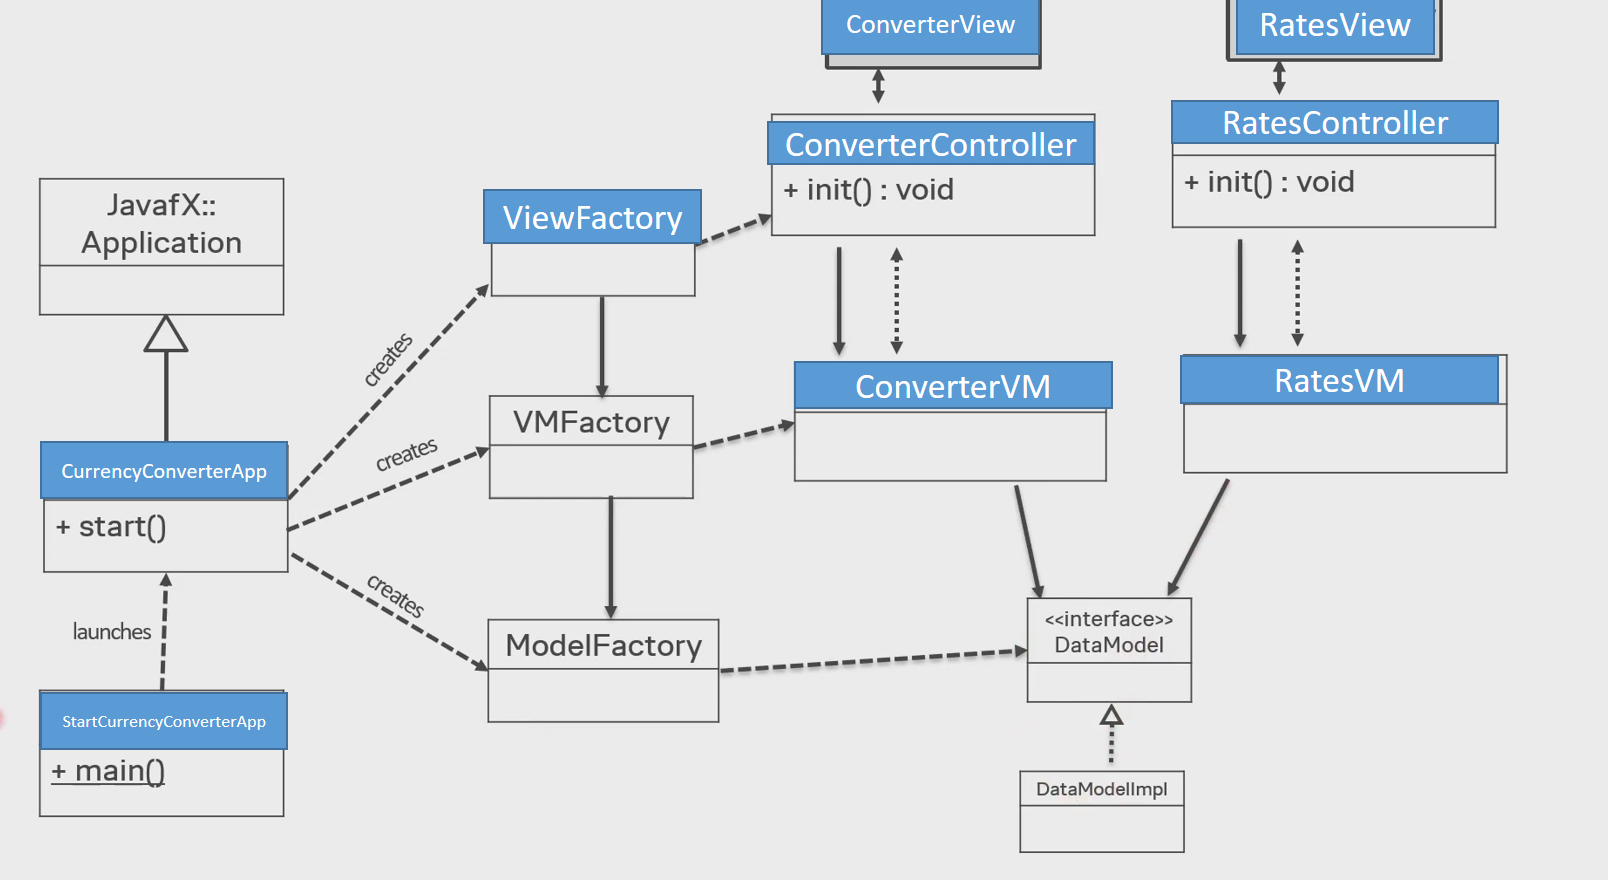 ConverterView
RatesView
ConverterController
+ init() : void
RatesController
+ init() : void
JavafX::
Application
ViewFactory
creates
VMFactory
creates
ConverterVM
RatesVM
CurrencyConverterApp
+ start()
creates
launches
ModelFactory
<<interface>>
DataModel
StartCurrencyConverterApp
+ main()
DataModelImpl